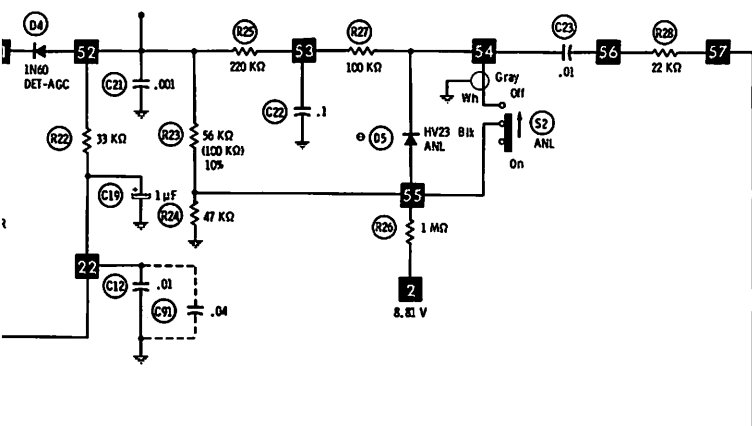 D4
52
1N60
DET-AGC
C21
.001
R25
220 KΩ
53
R27
100 KΩ
54
C23
.01
56
R28
22 KΩ
57
Gray
Wh
Off
C22
.1
R22
33 KΩ
R23
56 KΩ
(100 KΩ)
10%
⊖ D5
HV23
ANL
Blk
S2
ANL
On
C19
+
1 µF
R24
47 KΩ
55
R26
1 MΩ
R
22
C12
.01
C91
.04
2
8.81 V